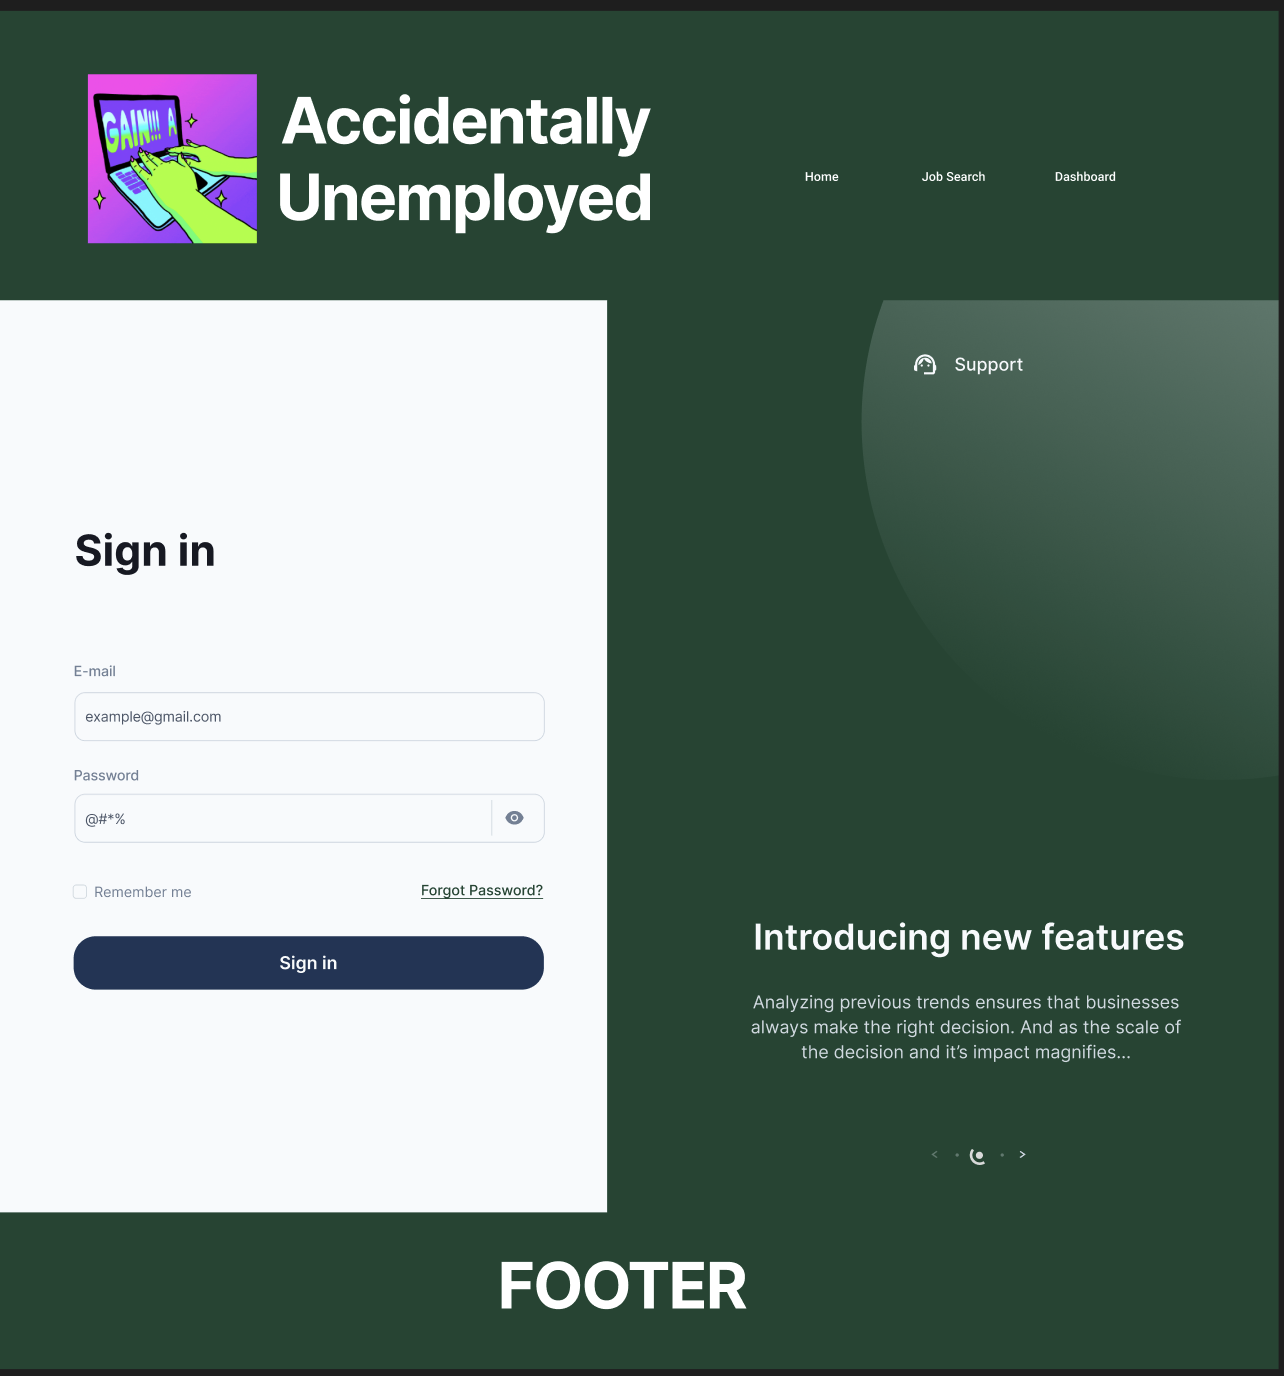 GAIN!!! A
Accidentally
Unemployed
Home
Job Search
Dashboard
Support
Sign in
E-mail
example@gmail.com
Password
@#*%
Remember me
Forgot Password?
Sign in
Introducing new features
Analyzing previous trends ensures that businesses
always make the right decision. And as the scale of
the decision and it’s impact magnifies...
< >
FOOTER